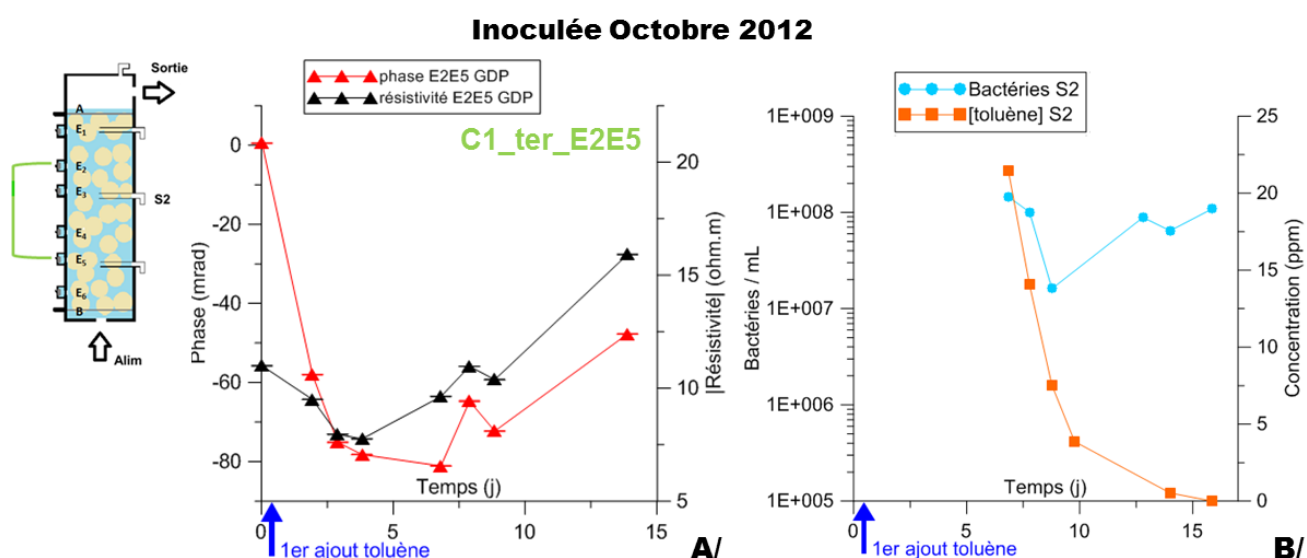 Inoculée Octobre 2012
Sortie
A
E1
E2
E3
S2
E4
E5
E6
B
Alim
phase E2E5 GDP
résistivité E2E5 GDP
C1_ter_E2E5
0
-20
-40
-60
-80
Phase (mrad)
20
15
10
5
|Résistivité| (ohm.m)
Temps (j)
0
5
10
15
1er ajout toluène
A/
Bactéries S2
[toluène] S2
1E+009
1E+008
1E+007
1E+006
1E+005
Bactéries / mL
25
20
15
10
5
0
Concentration (ppm)
Temps (j)
0
5
10
15
1er ajout toluène
B/